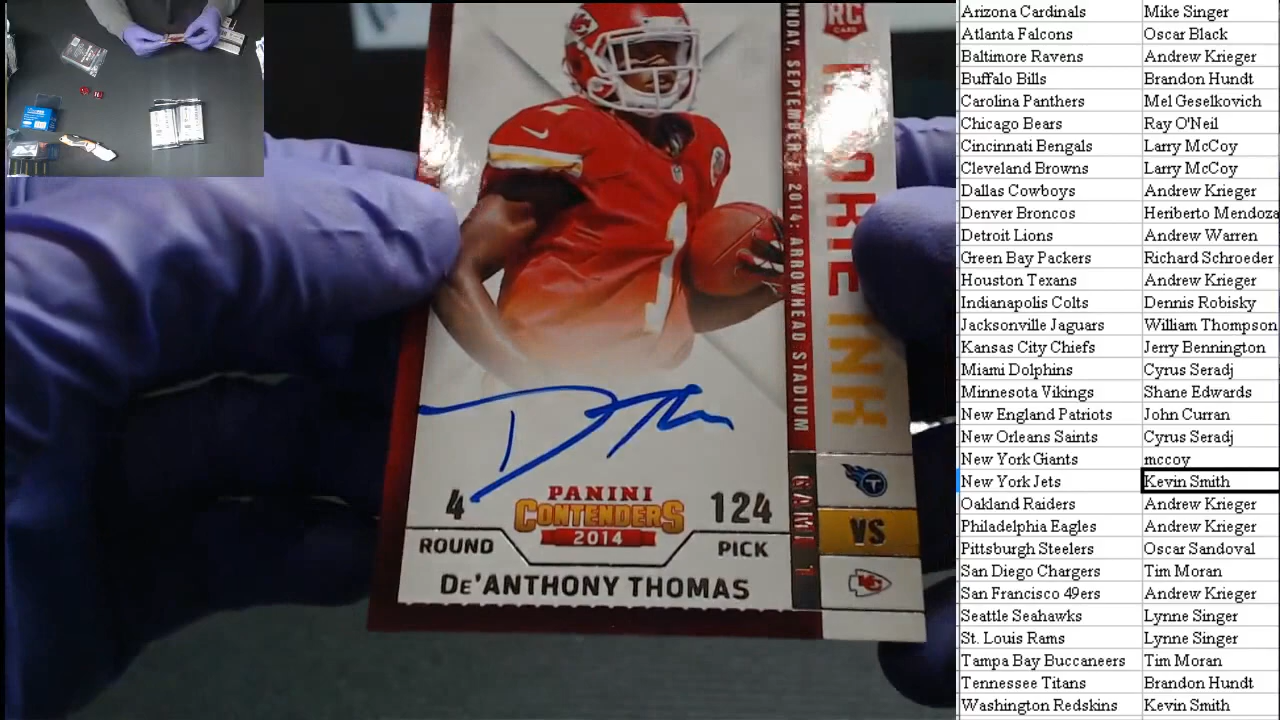 RC
CARD
ROOKIE INK
SUNDAY, SEPTEMBER 7, 2014: ARROWHEAD STADIUM
GAME 1
1
VS
4
ROUND
PANINI
CONTENDERS
2014
124
PICK
DE'ANTHONY THOMAS
Arizona Cardinals Mike Singer
Atlanta Falcons Oscar Black
Baltimore Ravens Andrew Krieger
Buffalo Bills Brandon Hundt
Carolina Panthers Mel Geselkovich
Chicago Bears Ray O'Neil
Cincinnati Bengals Larry McCoy
Cleveland Browns Larry McCoy
Dallas Cowboys Andrew Krieger
Denver Broncos Heriberto Mendoza
Detroit Lions Andrew Warren
Green Bay Packers Richard Schroeder
Houston Texans Andrew Krieger
Indianapolis Colts Dennis Robisky
Jacksonville Jaguars William Thompson
Kansas City Chiefs Jerry Bennington
Miami Dolphins Cyrus Seradj
Minnesota Vikings Shane Edwards
New England Patriots John Curran
New Orleans Saints Cyrus Seradj
New York Giants mccoy
New York Jets Kevin Smith
Oakland Raiders Andrew Krieger
Philadelphia Eagles Andrew Krieger
Pittsburgh Steelers Oscar Sandoval
San Diego Chargers Tim Moran
San Francisco 49ers Andrew Krieger
Seattle Seahawks Lynne Singer
St. Louis Rams Lynne Singer
Tampa Bay Buccaneers Tim Moran
Tennessee Titans Brandon Hundt
Washington Redskins Kevin Smith